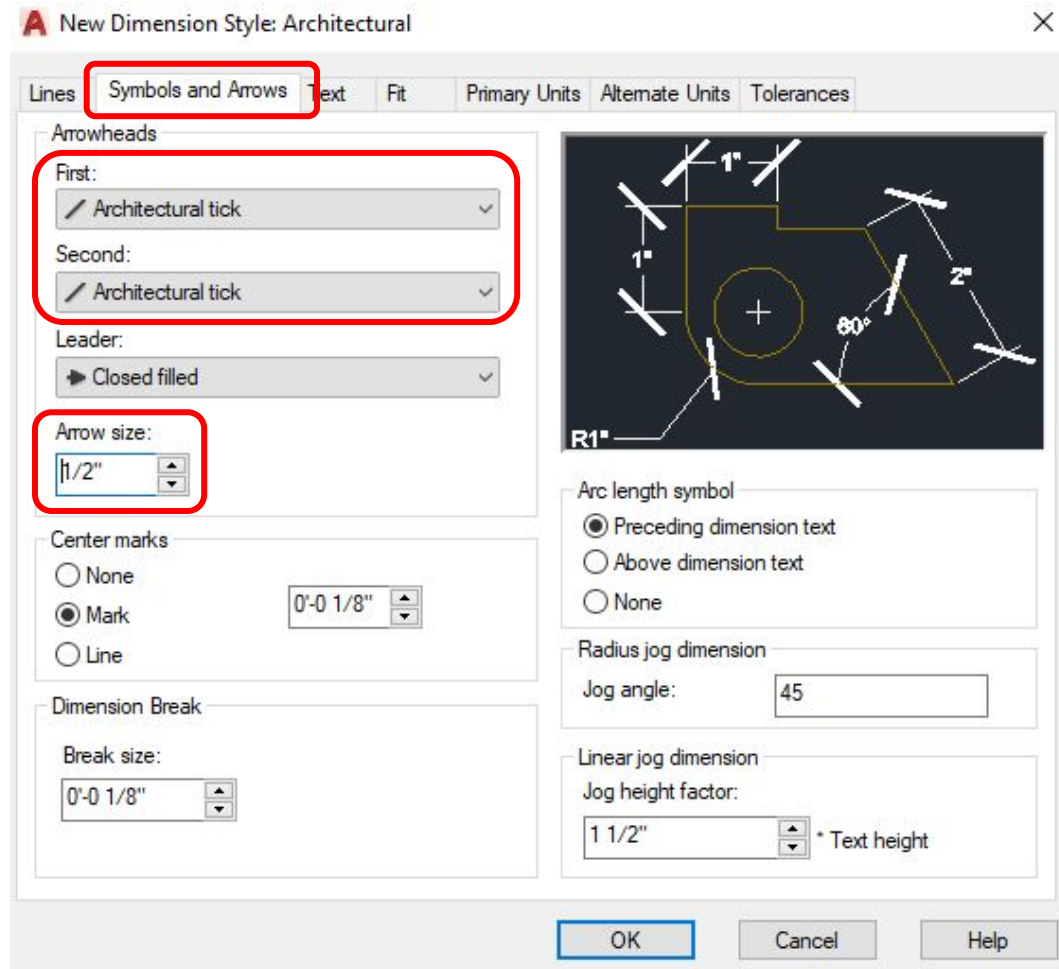 New Dimension Style: Architectural
Lines
Symbols and Arrows
Text
Fit
Primary Units
Alternate Units
Tolerances
Arrowheads
First:
Architectural tick
Second:
Architectural tick
Leader:
Closed filled
Arrow size:
1/2"
Center marks
None
Mark
Line
0'-0 1/8"
Dimension Break
Break size:
0'-0 1/8"
1"
1"
2"
80°
R1"
Arc length symbol
Preceding dimension text
Above dimension text
None
Radius jog dimension
Jog angle:
45
Linear jog dimension
Jog height factor:
1 1/2"
* Text height
OK
Cancel
Help